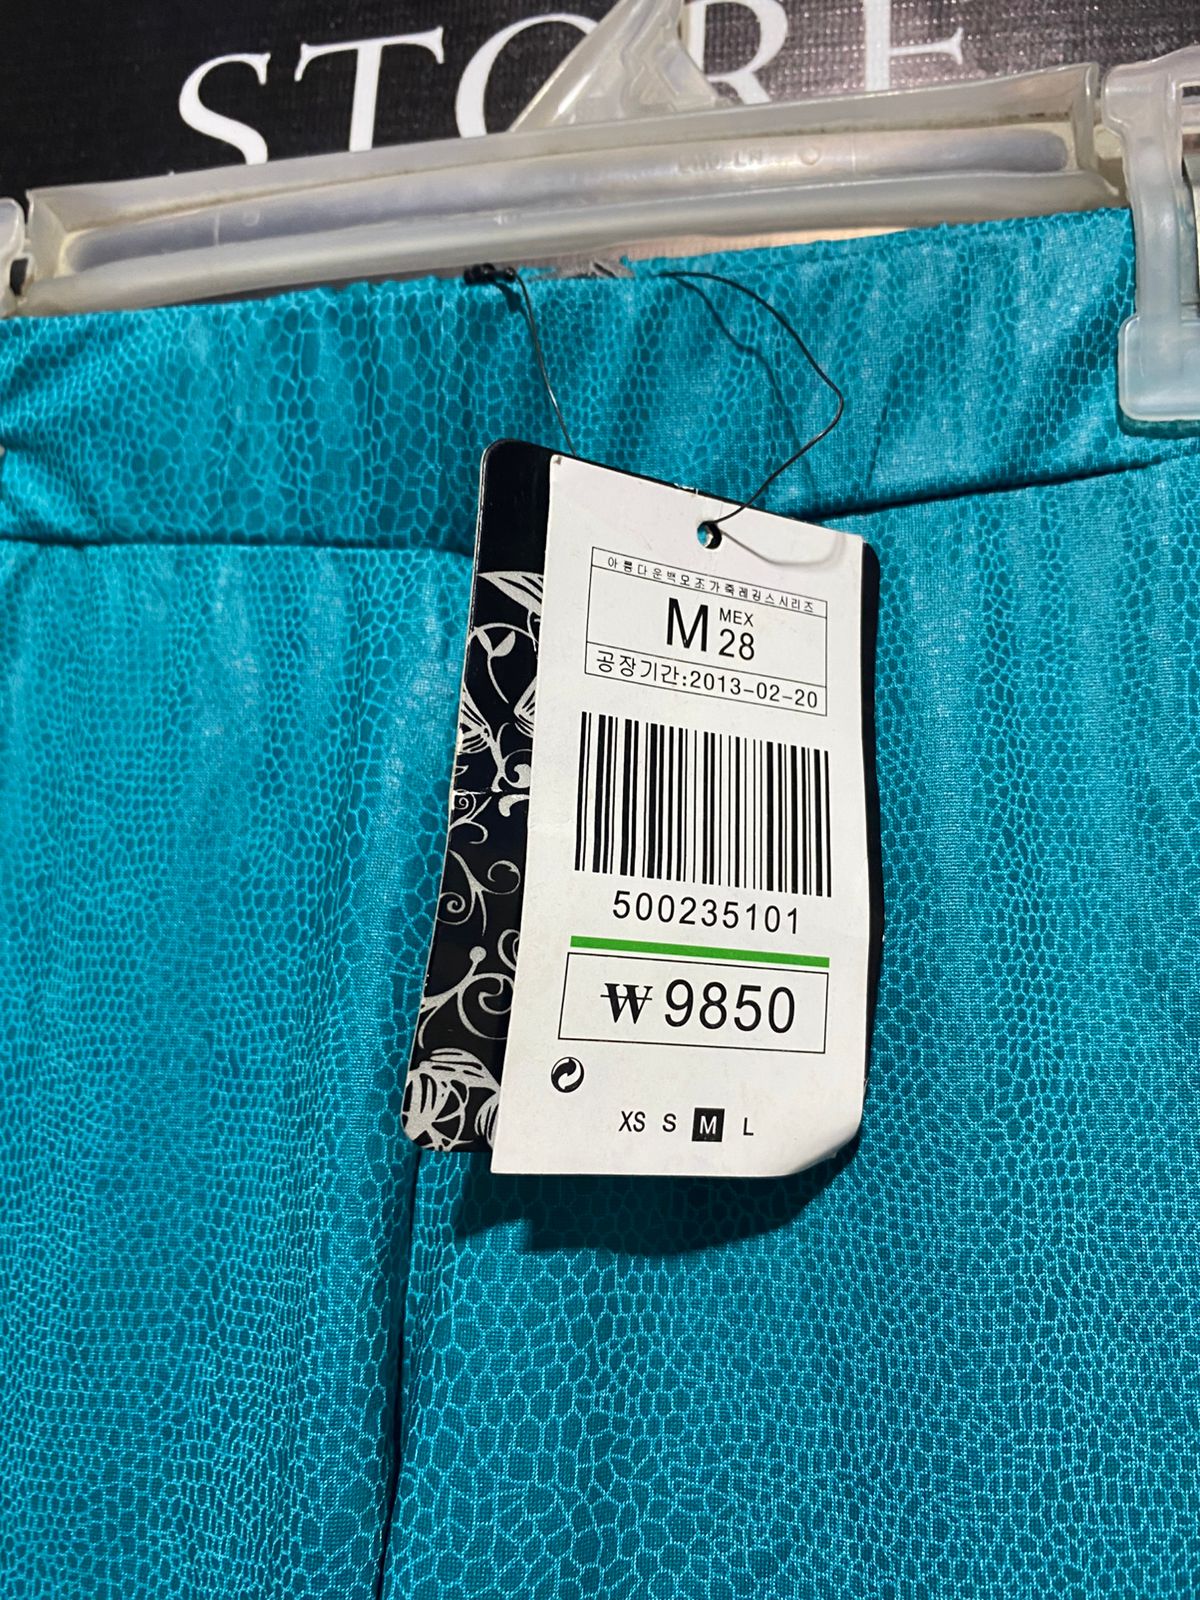 STORE
아름다운백모조가죽레깅스시리즈
M MEX 28
공장기간:2013-02-20
500235101
₩9850
XS S M L